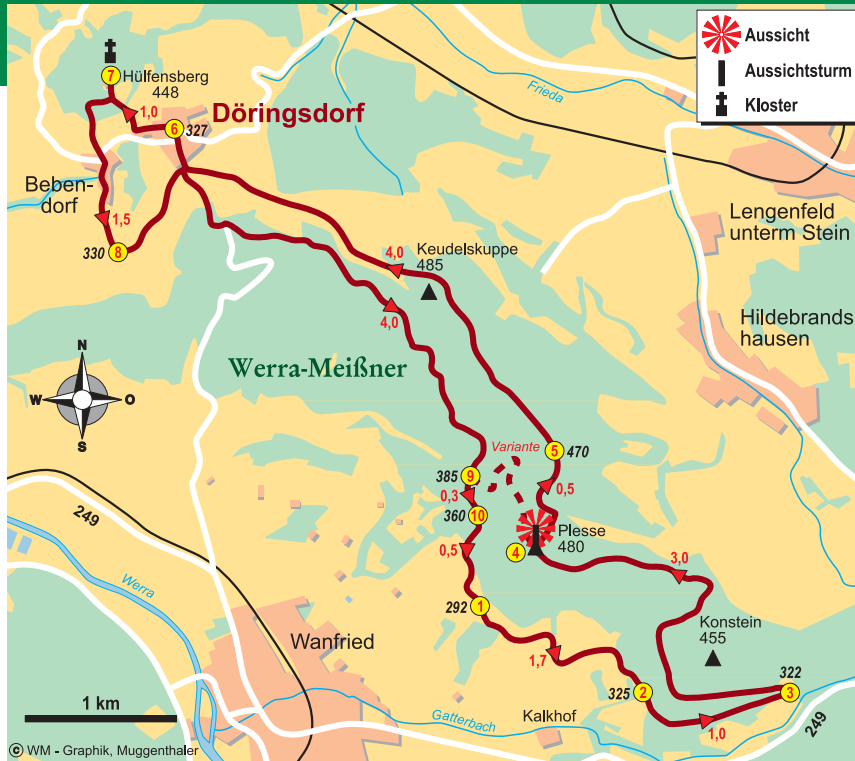 Aussicht
Aussichtsturm
Kloster
Frieda
7
Hülfensberg
448
1,0
6
327
Döringsdorf
Beben-
dorf
1,5
330
8
Lengenfeld
unterm Stein
4,0
Keudelskuppe
485
4,0
Hildebrands
hausen
Werra-Meißner
N
W
O
S
Variante
5
470
385
9
0,3
0,5
360
10
249
Plesse
480
4
0,5
3,0
Werra
292
1
Konstein
455
Wanfried
1,7
322
325
2
3
1 km
Kalkhof
Gatterbach
1,0
249
© WM - Graphik, Muggenthaler